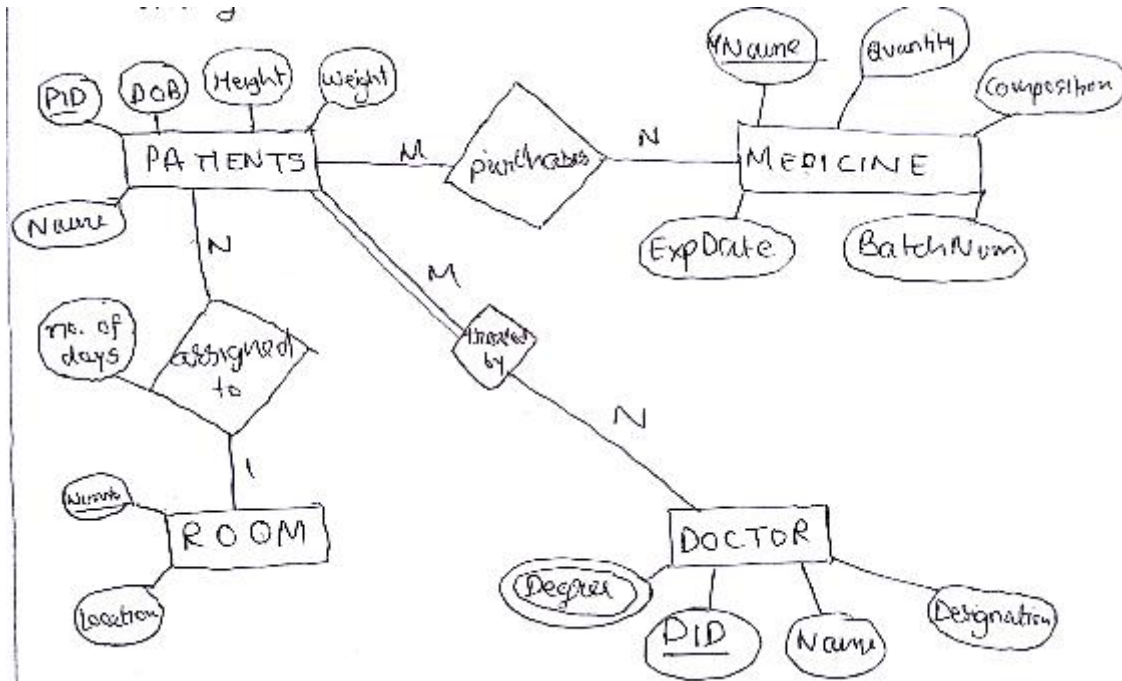 PID
DOB
Height
Weight
PATIENTS
Name
M
purchases
N
Name
Quantity
Composition
MEDICINE
ExpDate
BatchNum
N
no. of
days
assigned
to
1
ROOM
Location
M
treated
by
N
DOCTOR
Degree
DID
Name
Designation